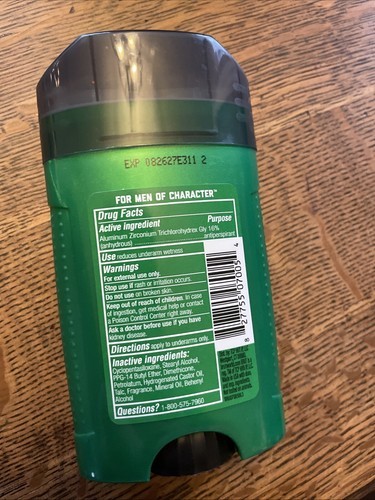 EXP 082627E311 2
FOR MEN OF CHARACTER™
Drug Facts
Active ingredient Purpose
Aluminum Zirconium Trichlorohydrex Gly 16%
(anhydrous) antiperspirant
Use reduces underarm wetness
Warnings
For external use only.
Stop use if rash or irritation occurs.
Do not use on broken skin.
Keep out of reach of children. In case
of ingestion, get medical help or contact
a Poison Control Center right away.
Ask a doctor before use if you have
kidney disease.
Directions apply to underarms only.
Inactive ingredients:
Cyclopentasiloxane, Stearyl Alcohol,
PPG-14 Butyl Ether, Dimethicone,
Petrolatum, Hydrogenated Castor Oil,
Talc, Fragrance, Mineral Oil, Behenyl
Alcohol
Questions? 1-800-575-7960
27755 07005 4